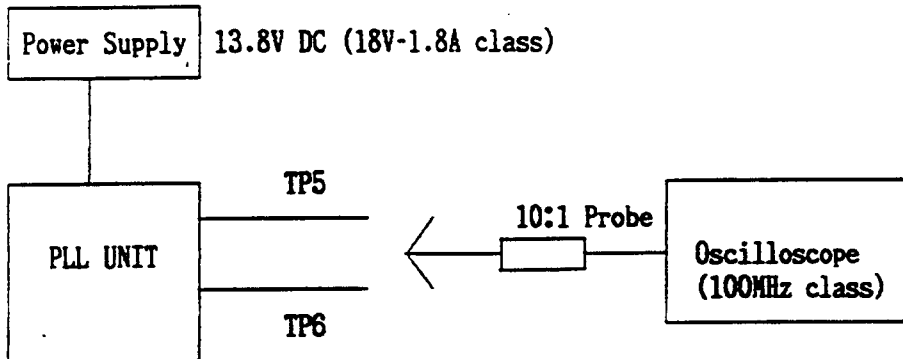 Power Supply 13.8V DC (18V-1.8A class)
TP5
10:1 Probe
PLL UNIT
Oscilloscope
(100MHz class)
TP6